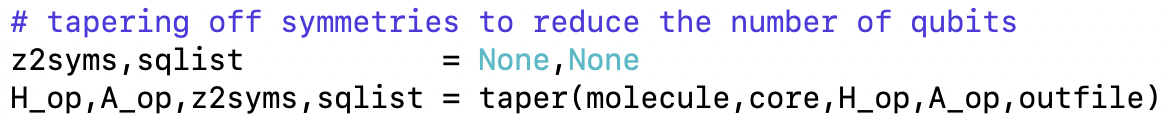 # tapering off symmetries to reduce the number of qubits
z2syms,sqlist             = None,None
H_op,A_op,z2syms,sqlist = taper(molecule,core,H_op,A_op,outfile)